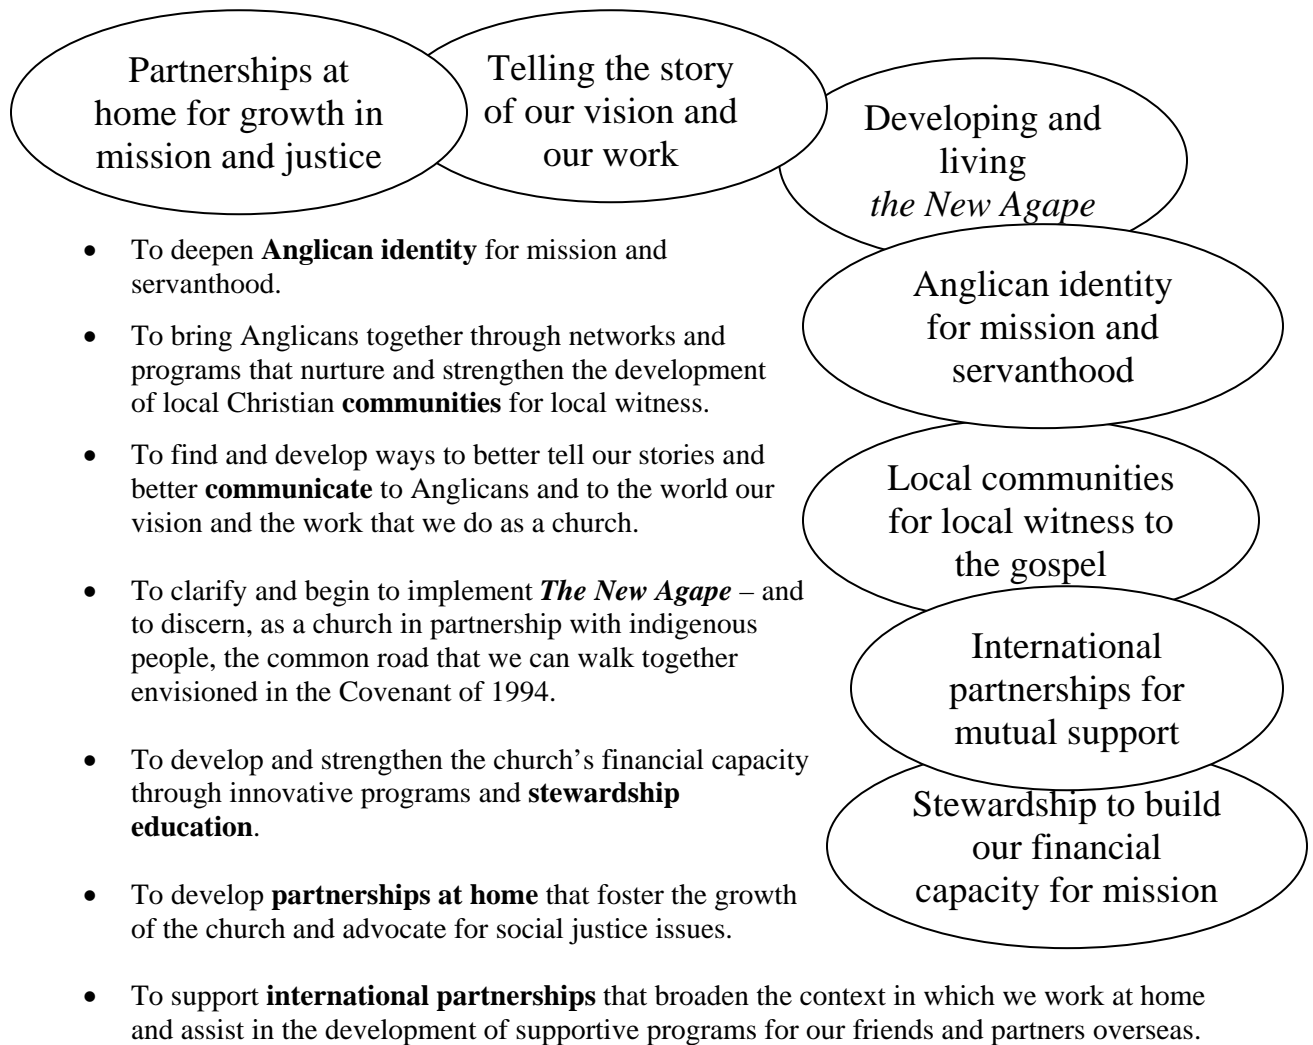 Partnerships at
home for growth in
mission and justice
Telling the story
of our vision and
our work
Developing and
living
the New Agape
Anglican identity
for mission and
servanthood
Local communities
for local witness to
the gospel
International
partnerships for
mutual support
Stewardship to build
our financial
capacity for mission
• To deepen Anglican identity for mission and
servanthood.
• To bring Anglicans together through networks and
programs that nurture and strengthen the development
of local Christian communities for local witness.
• To find and develop ways to better tell our stories and
better communicate to Anglicans and to the world our
vision and the work that we do as a church.
• To clarify and begin to implement The New Agape – and
to discern, as a church in partnership with indigenous
people, the common road that we can walk together
envisioned in the Covenant of 1994.
• To develop and strengthen the church’s financial capacity
through innovative programs and stewardship
education.
• To develop partnerships at home that foster the growth
of the church and advocate for social justice issues.
• To support international partnerships that broaden the context in which we work at home
and assist in the development of supportive programs for our friends and partners overseas.